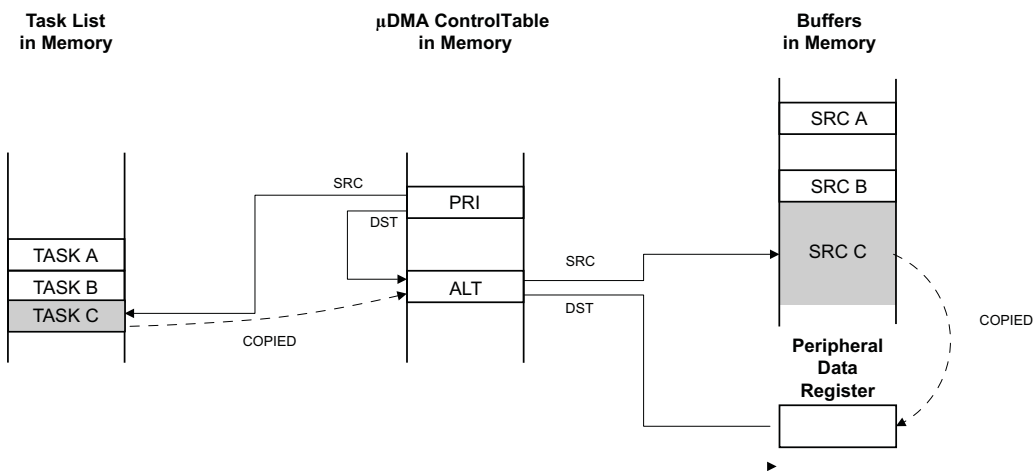 Task List
in Memory
µDMA ControlTable
in Memory
Buffers
in Memory
SRC A
SRC B
SRC
PRI
DST
TASK A
SRC C
SRC
TASK B
ALT
DST
TASK C
COPIED
COPIED
Peripheral
Data
Register